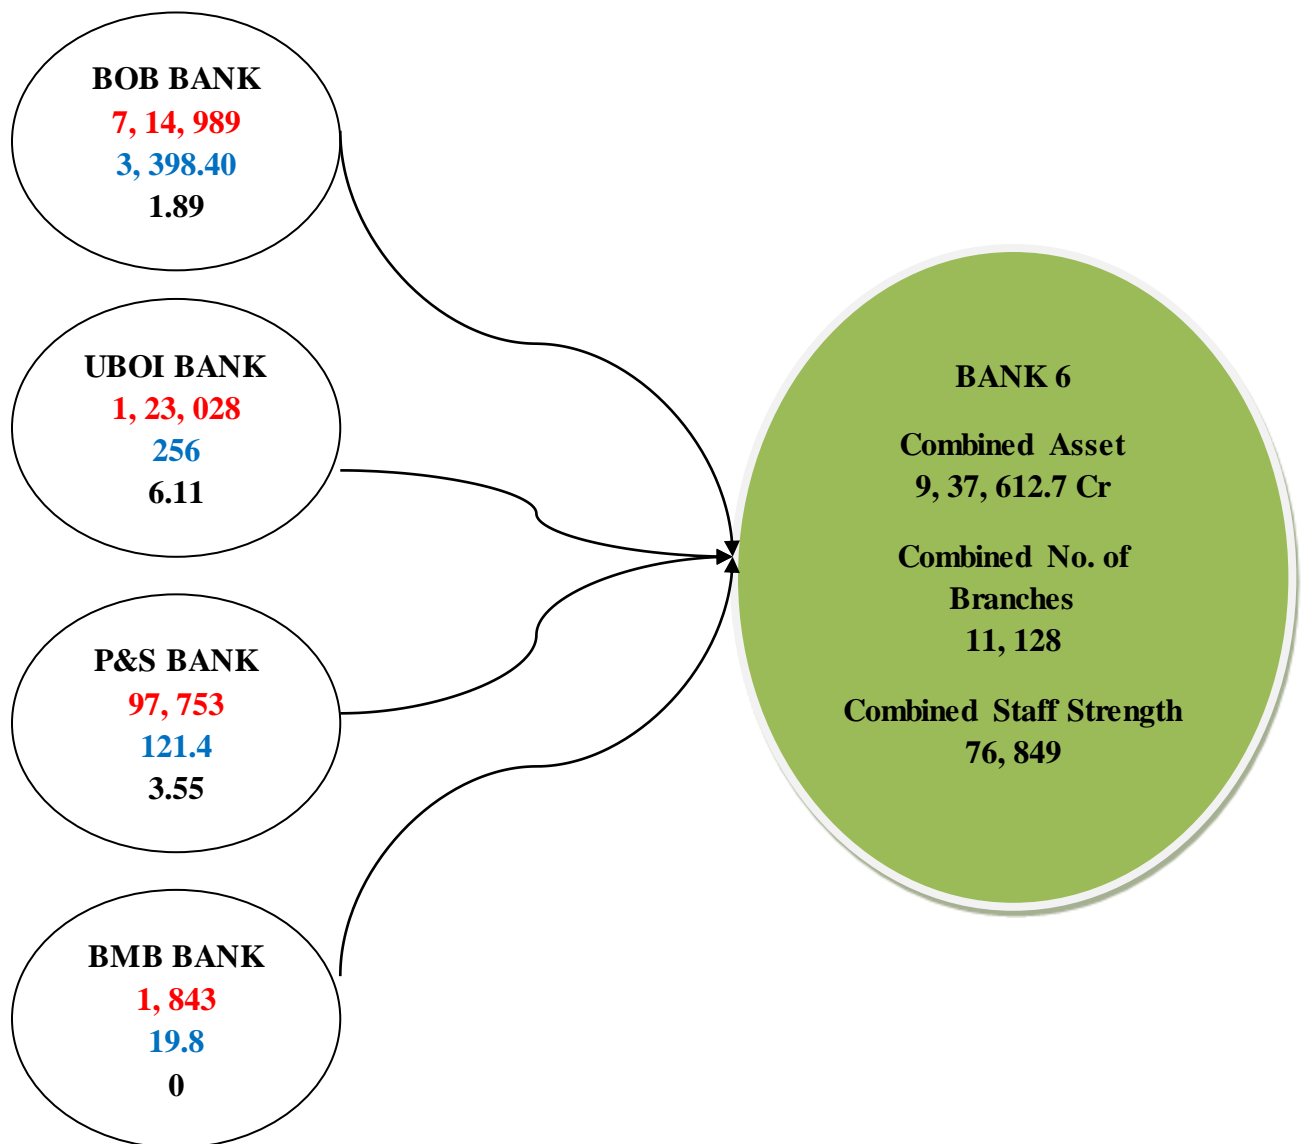 BOB BANK
7, 14, 989
3, 398.40
1.89
UBOI BANK
1, 23, 028
256
6.11
P&S BANK
97, 753
121.4
3.55
BMB BANK
1, 843
19.8
0
BANK 6
Combined Asset
9, 37, 612.7 Cr
Combined No. of
Branches
11, 128
Combined Staff Strength
76, 849